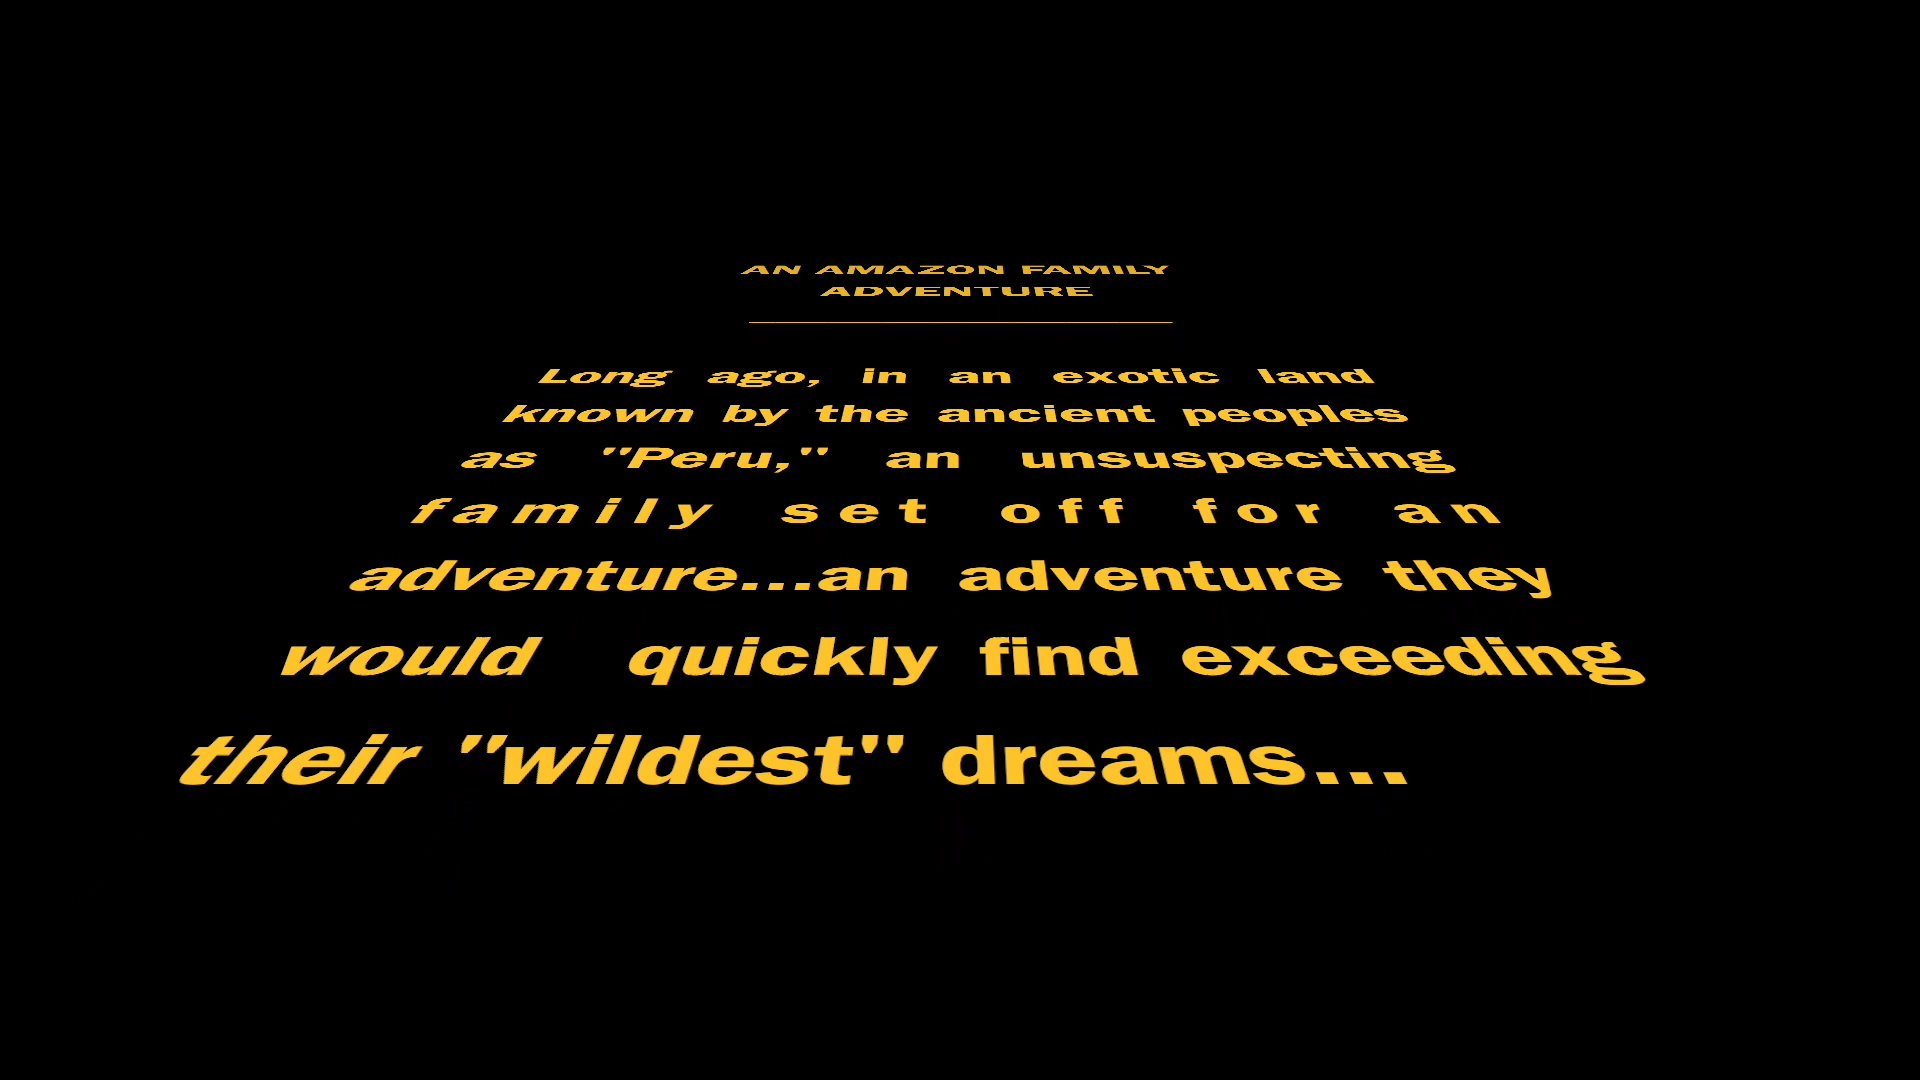 AN AMAZON FAMILY
ADVENTURE
Long ago, in an exotic land
known by the ancient peoples
as "Peru," an unsuspecting
family set off for an
adventure...an adventure they
would quickly find exceeding
their "wildest" dreams...